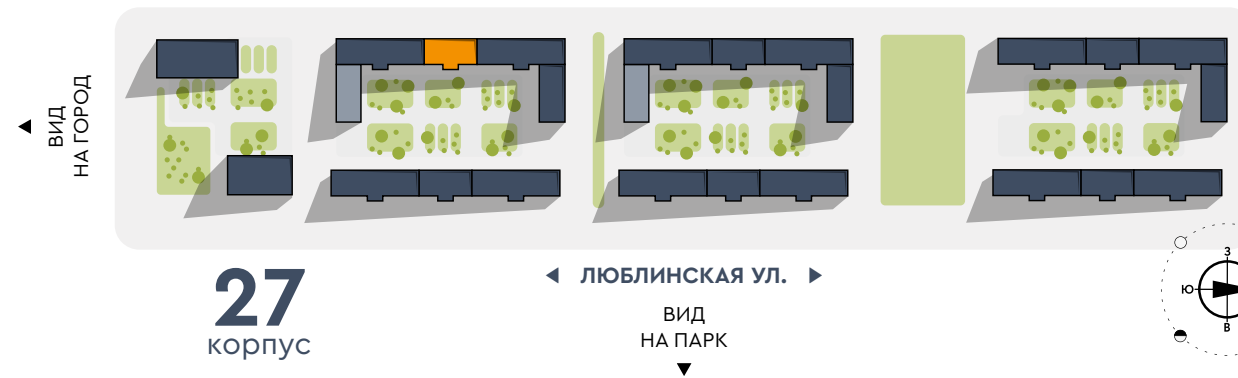 ВИД
НА ГОРОД
27
корпус
ЛЮБЛИНСКАЯ УЛ.
ВИД
НА ПАРК
З
Ю
В